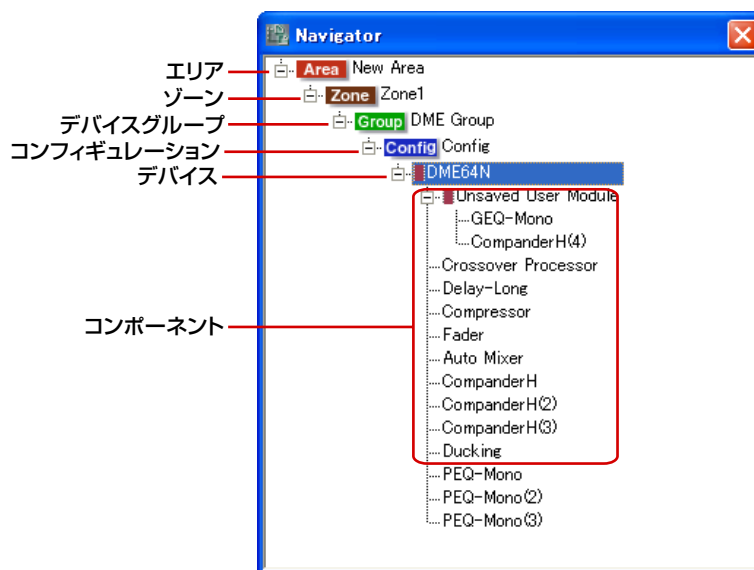 Navigator
エリア Area New Area
ゾーン Zone Zone1
デバイスグループ Group DME Group
コンフィギュレーション Config Config
デバイス DME64N
Unsaved User Module
GEQ-Mono
CompanderH(4)
Crossover Processor
Delay-Long
コンポーネント Compressor
Fader
Auto Mixer
CompanderH
CompanderH(2)
CompanderH(3)
Ducking
PEQ-Mono
PEQ-Mono(2)
PEQ-Mono(3)